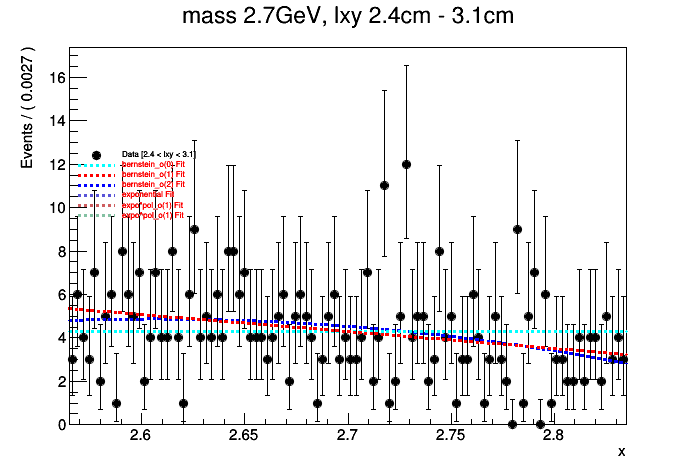 mass 2.7GeV, lxy 2.4cm - 3.1cm
Events / ( 0.0027 )
16
14
12
10
8
6
4
2
0
Data [2.4 < lxy < 3.1]
bernstein_o(0) Fit
bernstein_o(1) Fit
bernstein_o(2) Fit
exponential Fit
expo*pol_o(1) Fit
expo*pol_o(1) Fit
2.6
2.65
2.7
2.75
2.8
x